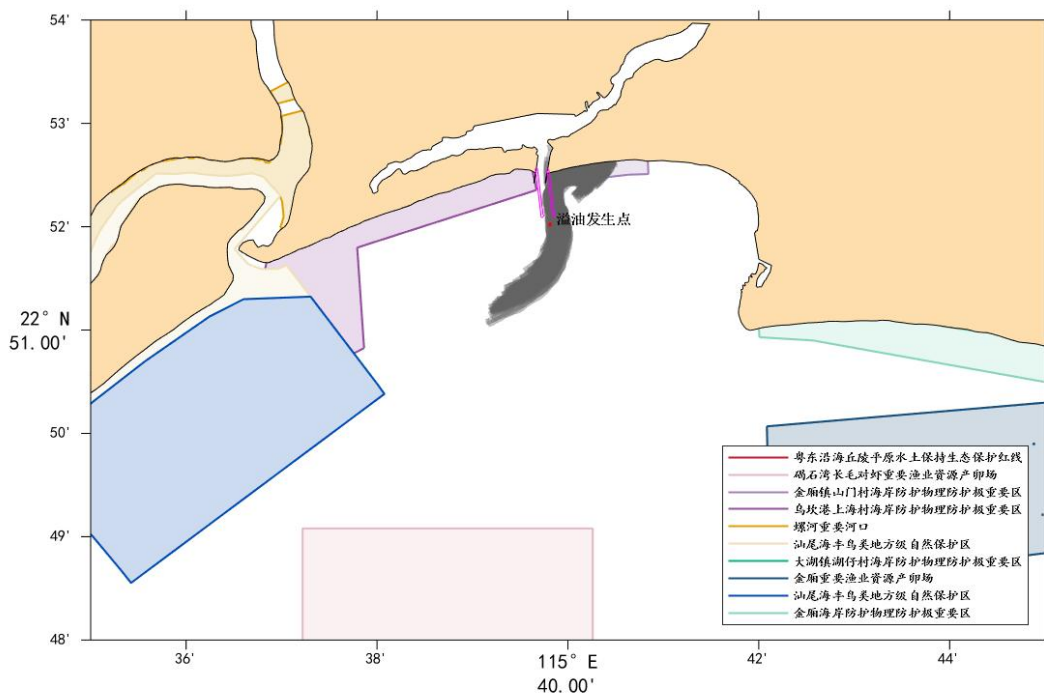 54'
53'
溢油发生点
52'
22° N
51.00'
50'
粤东沿海丘陵平原水土保持生态保护红线
碣石湾长毛对虾重要渔业资源产卵场
金厢镇山门村海岸防护物理防护极重要区
乌坎港上海村海岸防护物理防护极重要区
螺河重要河口
汕尾海丰鸟类地方级自然保护区
大湖镇湖仔村海岸防护物理防护极重要区
金厢重要渔业资源产卵场
汕尾海丰鸟类地方级自然保护区
金厢海岸防护物理防护极重要区
49'
48'
36' 38' 115° E 42' 44'
40.00'